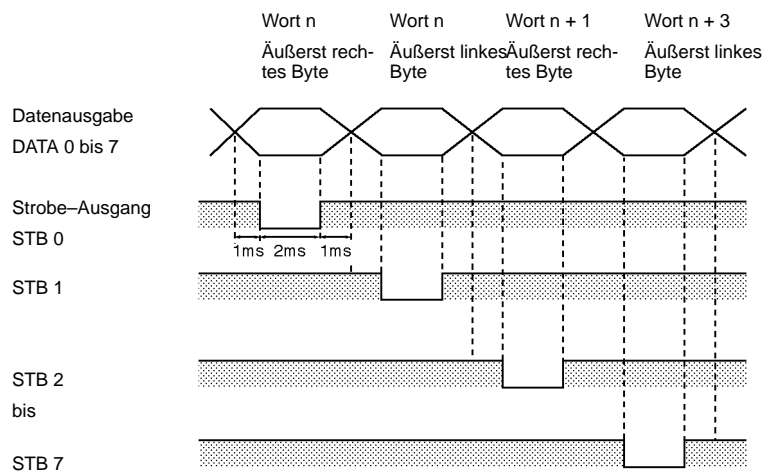 Wort n
Wort n
Wort n + 1
Wort n + 3
Äußerst rech-
tes Byte
Äußerst linkes
Byte
Äußerst rech-
tes Byte
Äußerst linkes
Byte
Datenausgabe
DATA 0 bis 7
Strobe–Ausgang
STB 0
1ms
2ms
1ms
STB 1
STB 2
bis
STB 7